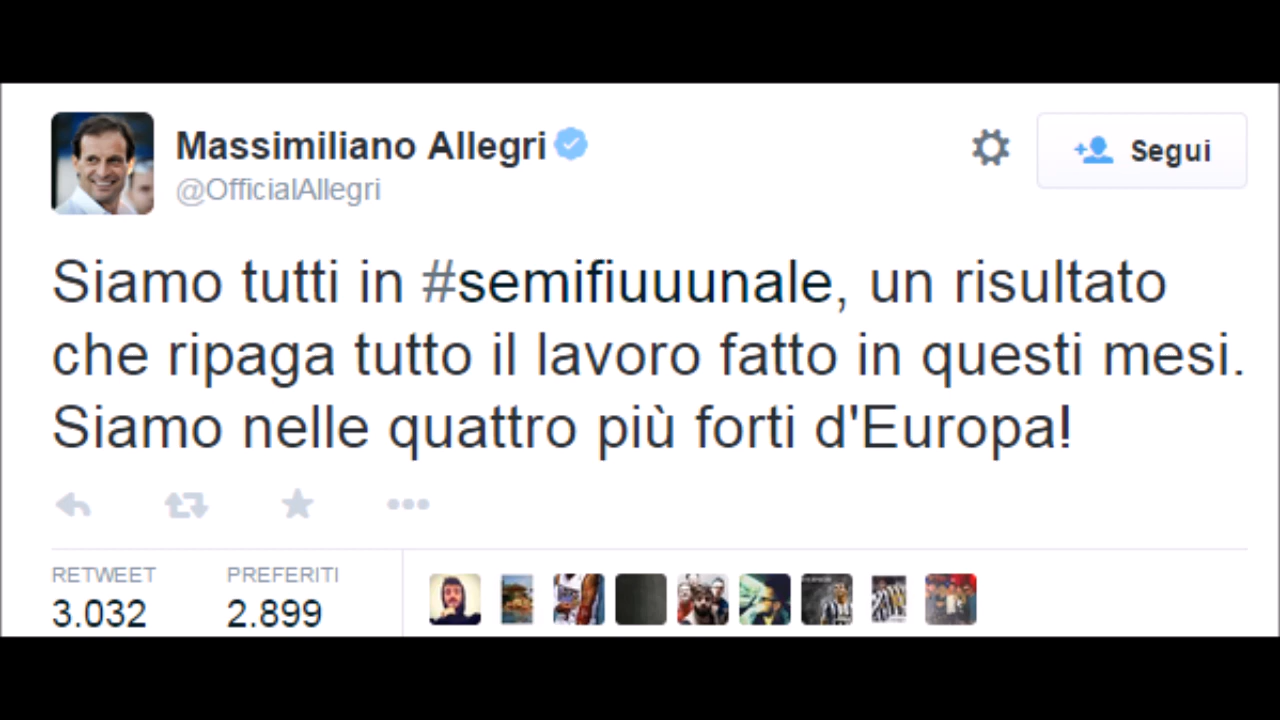 Massimiliano Allegri
@OfficialAllegri
Segui
Siamo tutti in #semifiuuunale, un risultato
che ripaga tutto il lavoro fatto in questi mesi.
Siamo nelle quattro più forti d'Europa!
RETWEET PREFERITI
3.032 2.899